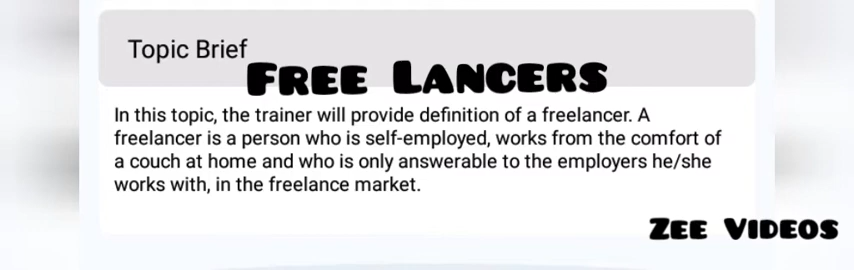 Topic Brief
FREE LANCERS
In this topic, the trainer will provide definition of a freelancer. A
freelancer is a person who is self-employed, works from the comfort of
a couch at home and who is only answerable to the employers he/she
works with, in the freelance market.
ZEE VIDEOS